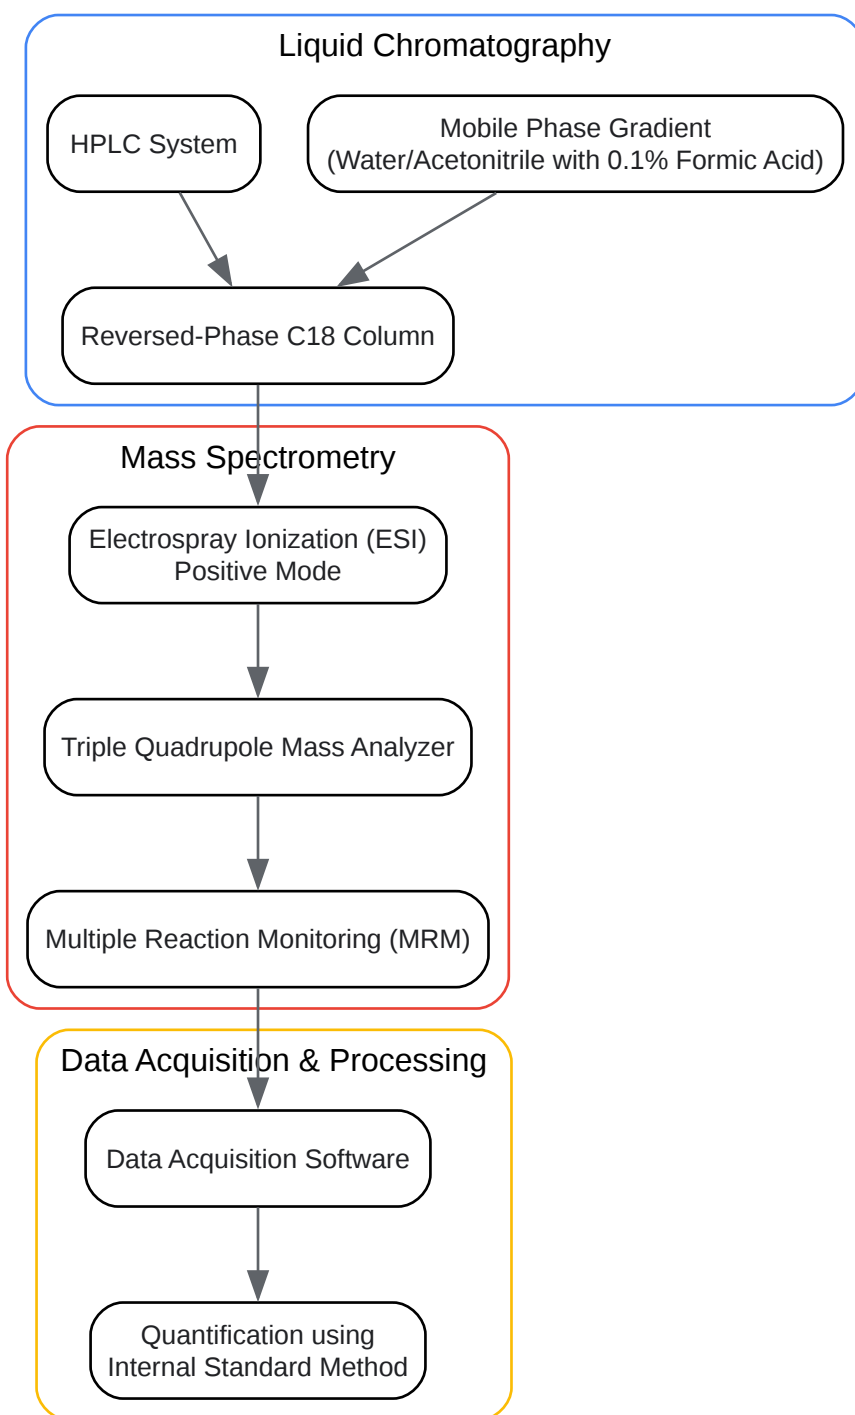 Liquid Chromatography
HPLC System
Mobile Phase Gradient
(Water/Acetonitrile with 0.1% Formic Acid)
Reversed-Phase C18 Column
Mass Spectrometry
Electrospray Ionization (ESI)
Positive Mode
Triple Quadrupole Mass Analyzer
Multiple Reaction Monitoring (MRM)
Data Acquisition & Processing
Data Acquisition Software
Quantification using
Internal Standard Method